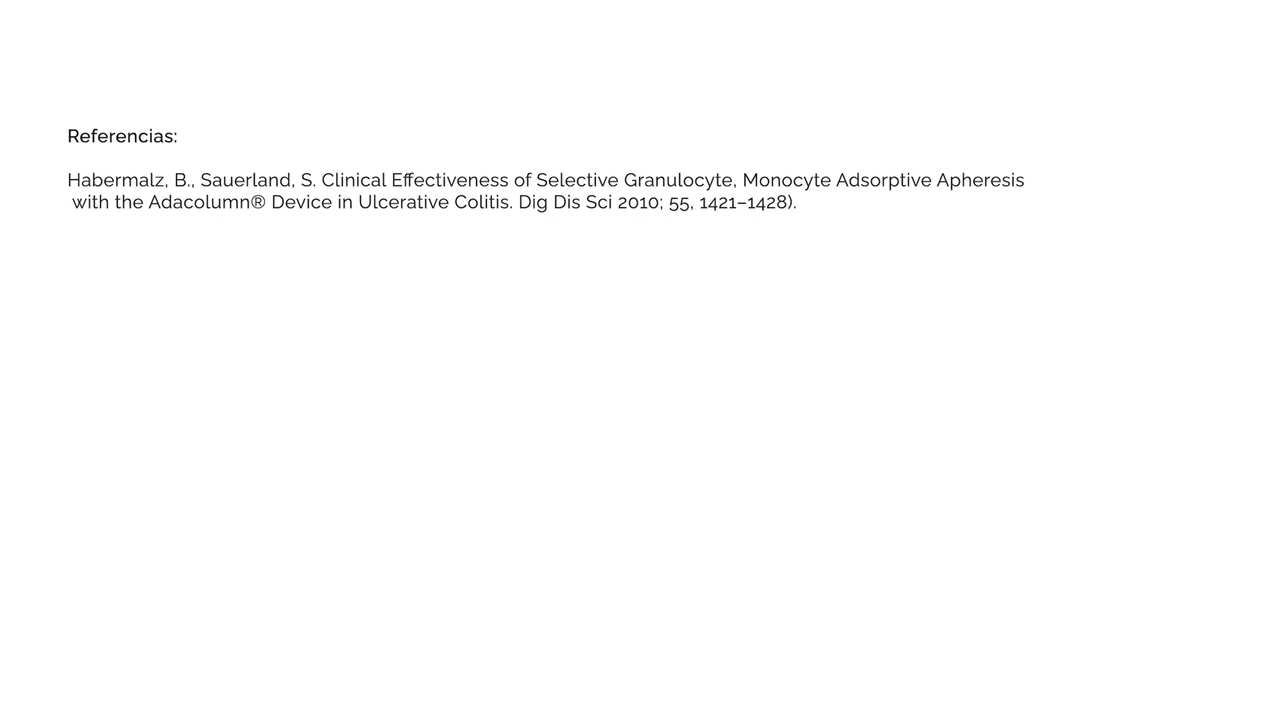 Referencias:
Habermalz, B., Sauerland, S. Clinical Effectiveness of Selective Granulocyte, Monocyte Adsorptive Apheresis
with the Adacolumn® Device in Ulcerative Colitis. Dig Dis Sci 2010; 55, 1421–1428).